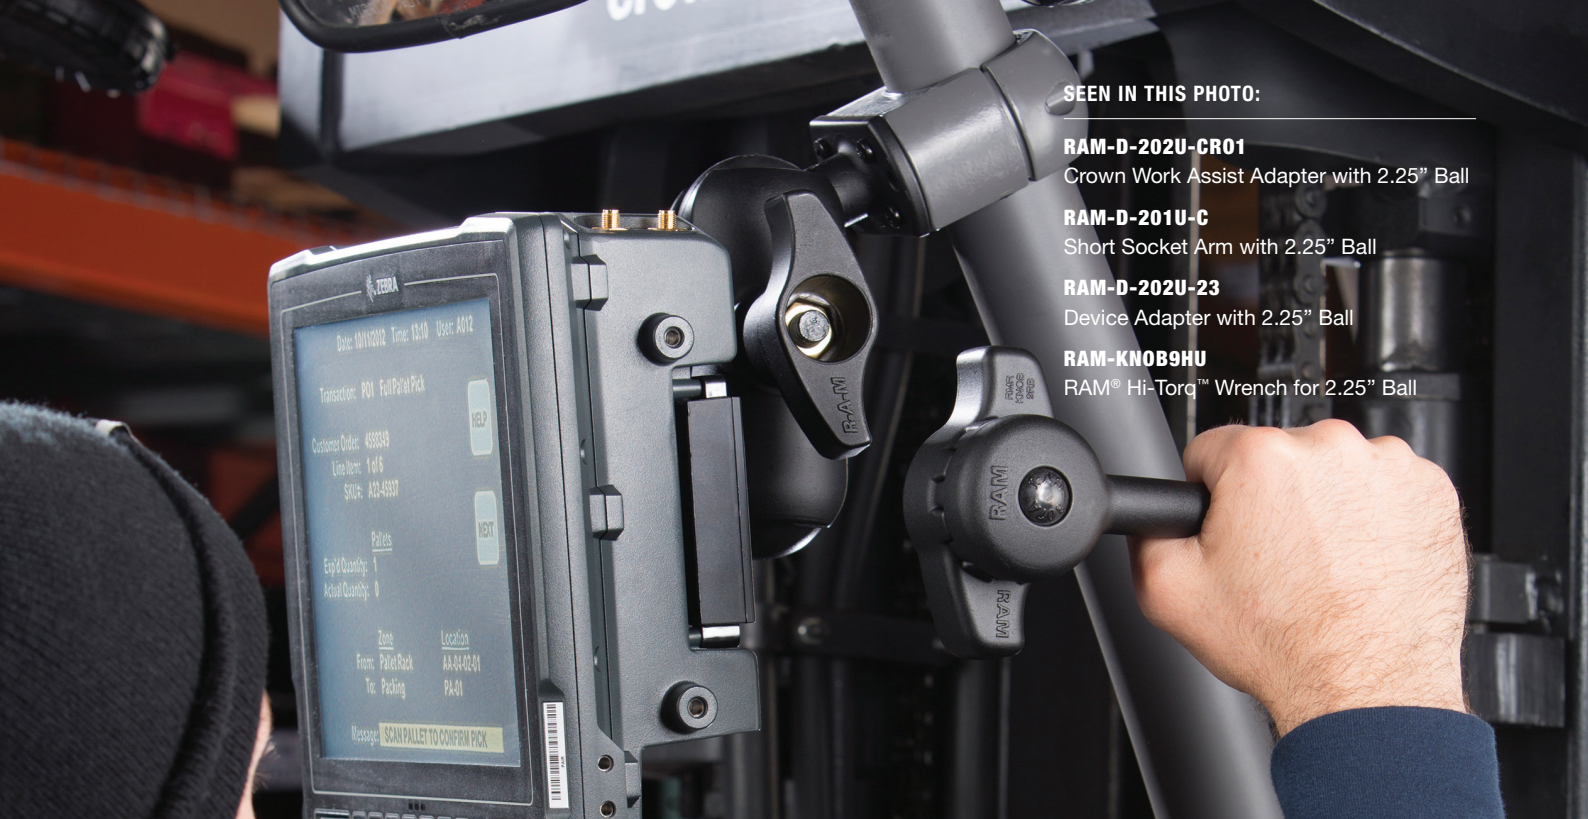 crow
SEEN IN THIS PHOTO:
RAM-D-202U-CRO1
Crown Work Assist Adapter with 2.25” Ball
RAM-D-201U-C
Short Socket Arm with 2.25” Ball
RAM-D-202U-23
Device Adapter with 2.25” Ball
RAM-KNOB9HU
RAM® Hi-Torq™ Wrench for 2.25” Ball
ZEBRA
Date: 10/11/2012 Time: 13:10 User: A012
Transaction: P01 Full Pallet Pick
HELP
Customer Order: 4598349
Line Item: 1 of 6
SKU#: A23-45937
NEXT
Pallets
Exp'd Quantity: 1
Actual Quantity: 0
Zone Location
From: Pallet Rack AA-04-02-01
To: Packing PA-01
Message: SCAN PALLET TO CONFIRM PICK
R-A-M
RAM
RAM